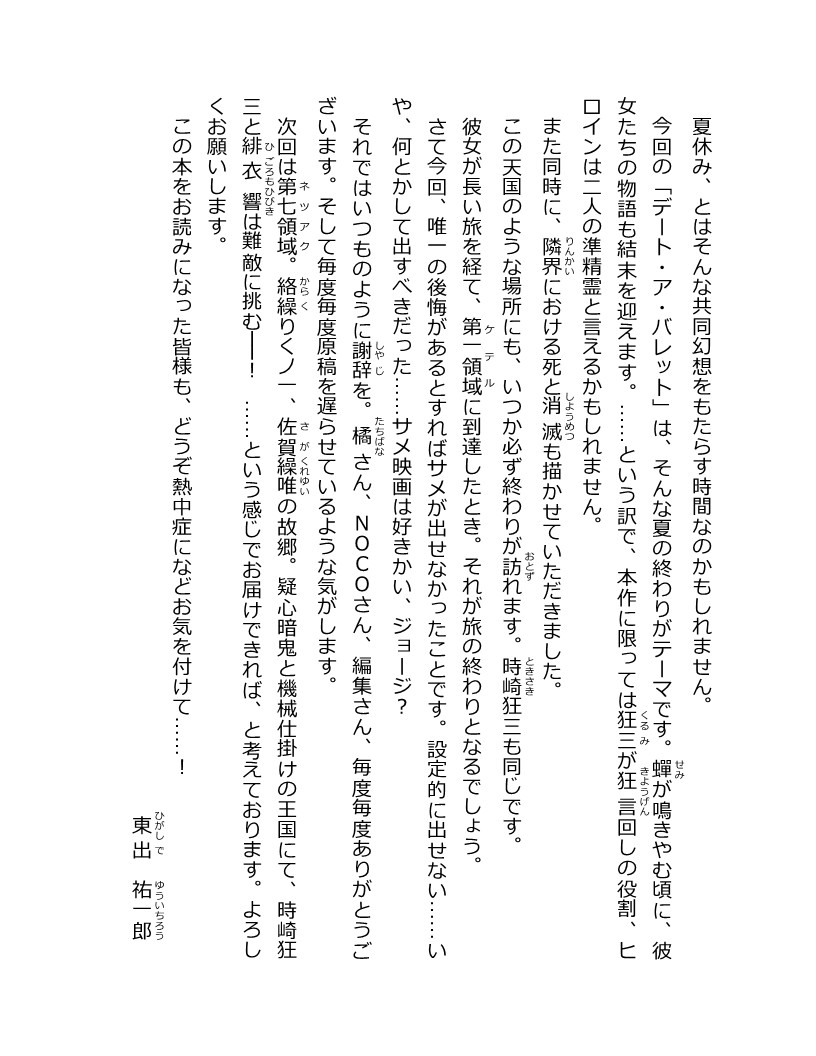 夏休み、とはそんな共同幻想をもたらす時間なのかもしれません。
今回の「デート・ア・バレット」は、そんな夏の終わりがテーマです。蟬が鳴きやむ頃に、彼
女たちの物語も結末を迎えます。……という訳で、本作に限っては狂三が狂言回しの役割、ヒ
ロインは二人の準精霊と言えるかもしれません。
また同時に、隣界における死と消滅も描かせていただきました。
この天国のような場所にも、いつか必ず終わりが訪れます。時崎狂三も同じです。
彼女が長い旅を経て、第一領域に到達したとき。それが旅の終わりとなるでしょう。
さて今回、唯一の後悔があるとすればサメが出せなかったことです。設定的に出せない……い
や、何とかして出すべきだった……サメ映画は好きかい、ジョージ?
それではいつものように謝辞を。橘さん、NOCOさん、編集さん、毎度毎度ありがとうご
ざいます。そして毎度毎度原稿を遅らせているような気がします。
次回は第七領域。絡繰りくノ一、佐賀繰唯の故郷。疑心暗鬼と機械仕掛けの王国にて、時崎狂
三と緋衣響は難敵に挑む――! ……という感じでお届けできれば、と考えております。よろし
くお願いします。
この本をお読みになった皆様も、どうぞ熱中症になどお気を付けて……!
東出 祐一郎